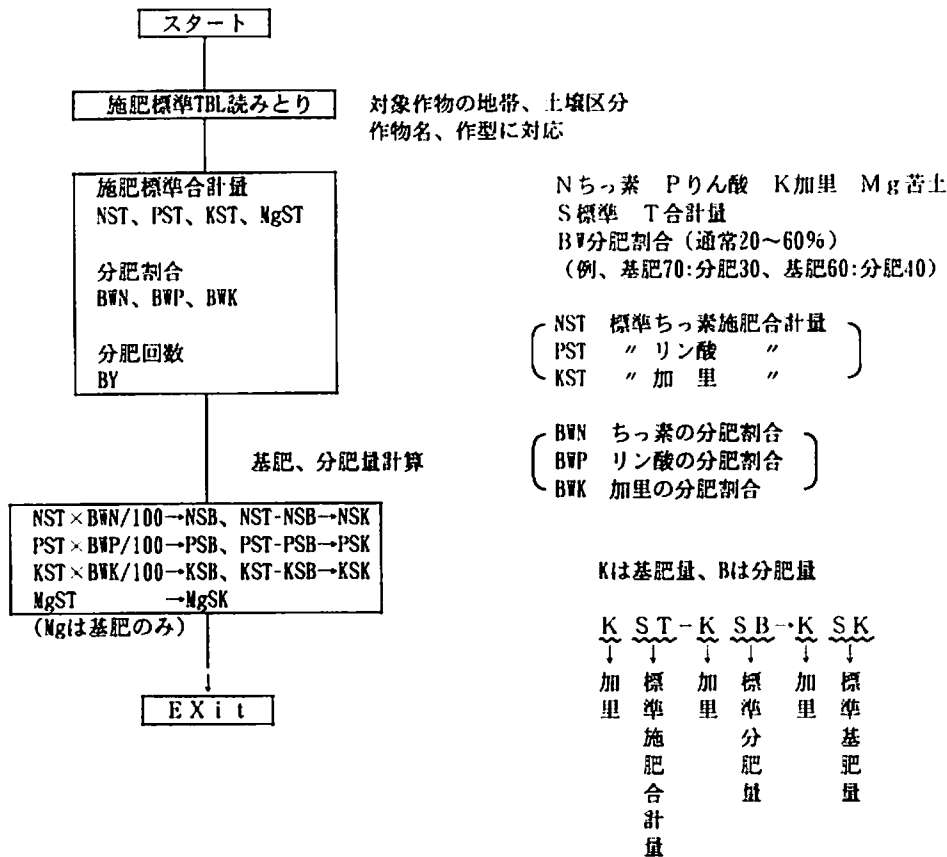 スタート
施肥標準TBL読みとり
対象作物の地帯、土壌区分
作物名、作型に対応
施肥標準合計量
NST、PST、KST、MgST
分肥割合
BWN、BWP、BWK
分肥回数
BY
Nちっ素 Pりん酸 K加里 Mg苦土
S標準 T合計量
BW分肥割合(通常20~60%)
(例、基肥70:分肥30、基肥60:分肥40)
NST 標準ちっ素施肥合計量
PST 〃 リン酸 〃
KST 〃 加里 〃
BWN ちっ素の分肥割合
BWP リン酸の分肥割合
BWK 加里の分肥割合
基肥、分肥量計算
NST×BWN/100→NSB、NST-NSB→NSK
PST×BWP/100→PSB、PST-PSB→PSK
KST×BWK/100→KSB、KST-KSB→KSK
MgST →MgSK
(Mgは基肥のみ)
EXit
Kは基肥量、Bは分肥量
K ST-K SB→K SK
加里
標準施肥合計量
加里
標準分肥量
加里
標準基肥量